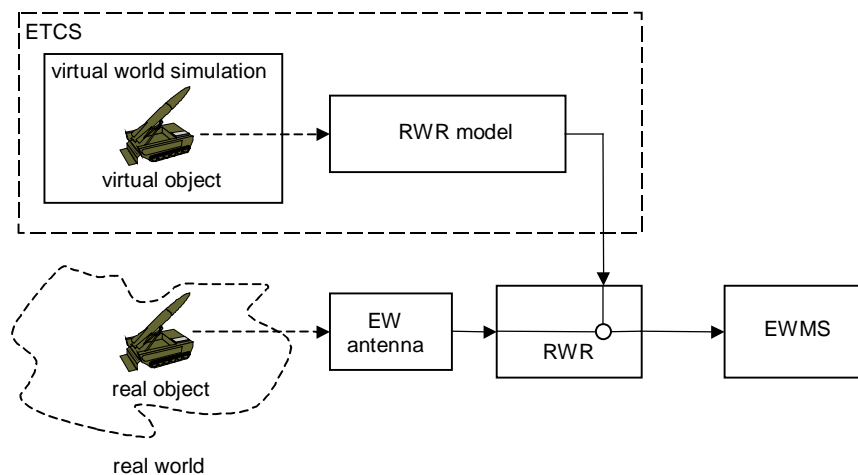 ETCS
virtual world simulation
virtual object
RWR model
real object
real world
EW
antenna
RWR
EWMS